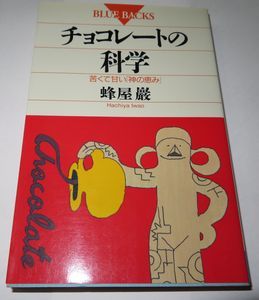 BLUE BACKS
チョコレートの
科学
苦くて甘い「神の恵み」
蜂屋 巌
Hachiya Iwao
Chocolate